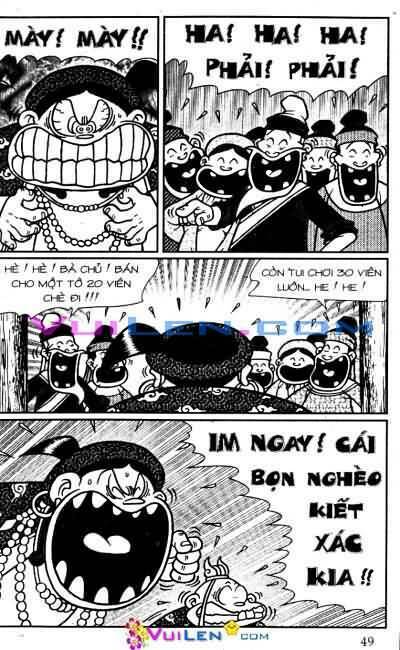 MÀY! MÀY!!
HA! HA! HA!
PHẢI! PHẢI!
HÈ! HÈ! BÀ CHỦ! BÁN
CHO MỘT TÔ 20 VIÊN
CHÈ ĐI!!!
CÒN TUI CHƠI 30 VIÊN
LUÔN... HE! HE!
VUILEN.COM
IM NGAY! CÁI
BỌN NGHÈO
KIẾT
XÁC
KIA!!
VUILEN.COM
49